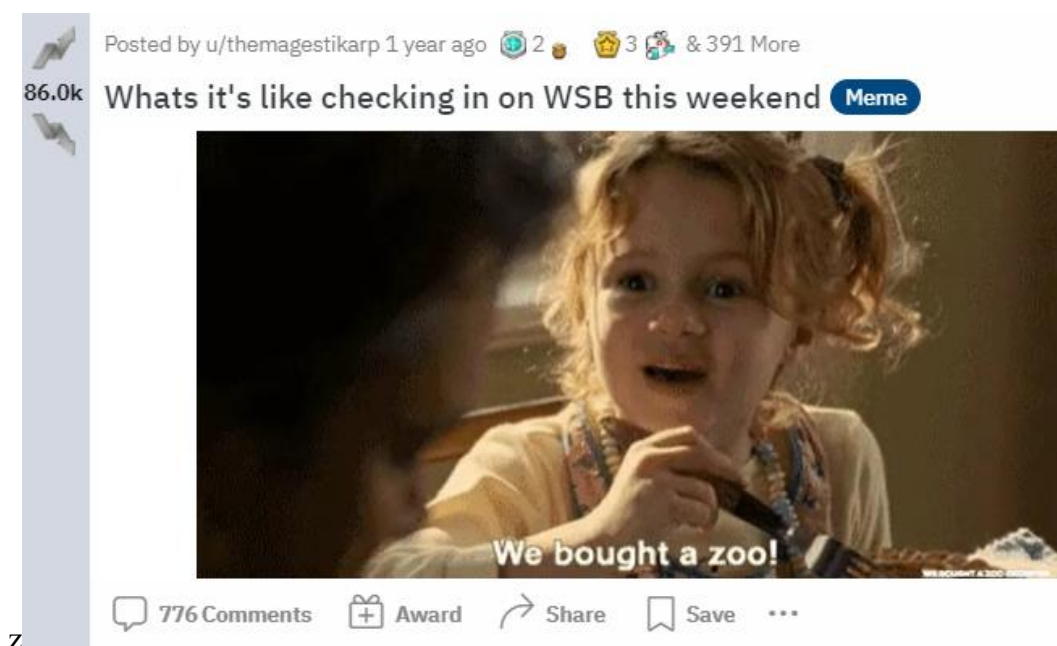 Posted by u/themagestikarp 1 year ago 2 3 & 391 More
86.0k
Whats it's like checking in on WSB this weekend Meme
We bought a zoo!
776 Comments Award Share Save ...
z